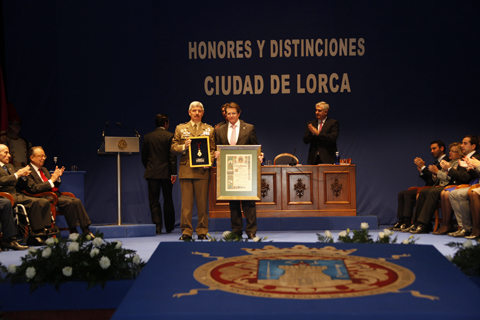 HONORES Y DISTINCIONES
CIUDAD DE LORCA